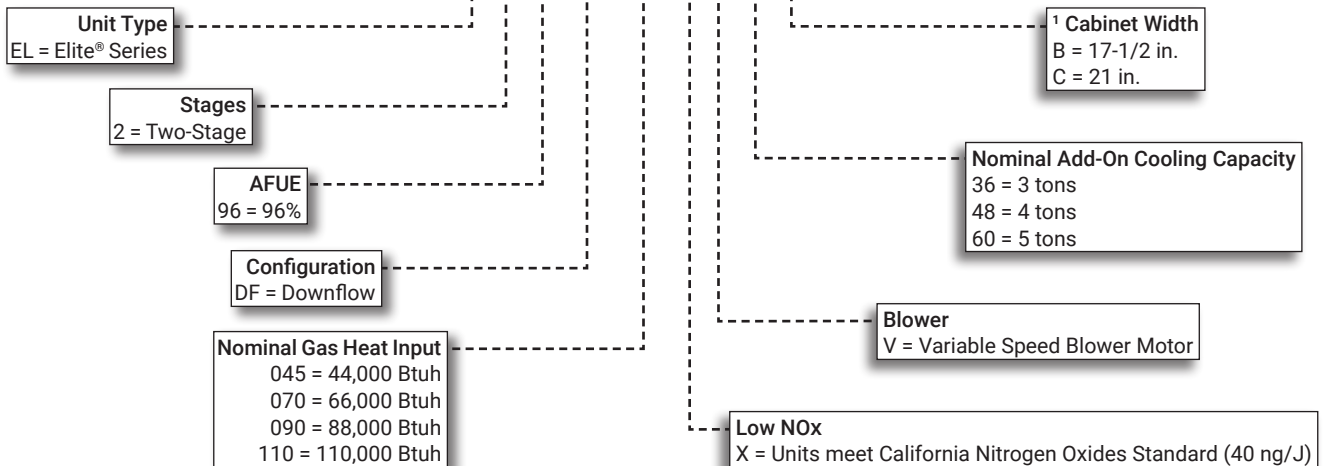 Unit Type
EL = Elite® Series
Stages
2 = Two-Stage
AFUE
96 = 96%
Configuration
DF = Downflow
Nominal Gas Heat Input
045 = 44,000 Btuh
070 = 66,000 Btuh
090 = 88,000 Btuh
110 = 110,000 Btuh
¹ Cabinet Width
B = 17-1/2 in.
C = 21 in.
Nominal Add-On Cooling Capacity
36 = 3 tons
48 = 4 tons
60 = 5 tons
Blower
V = Variable Speed Blower Motor
Low NOx
X = Units meet California Nitrogen Oxides Standard (40 ng/J)